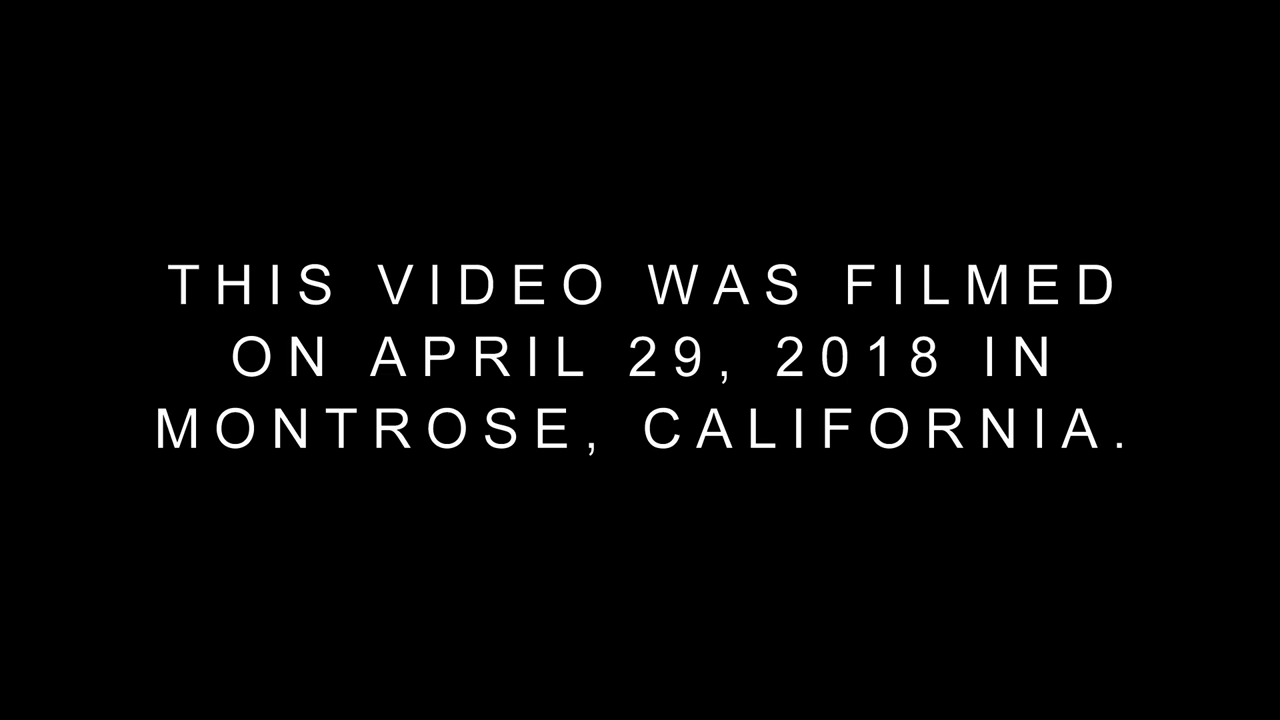 THIS VIDEO WAS FILMED
ON APRIL 29, 2018 IN
MONTROSE, CALIFORNIA.